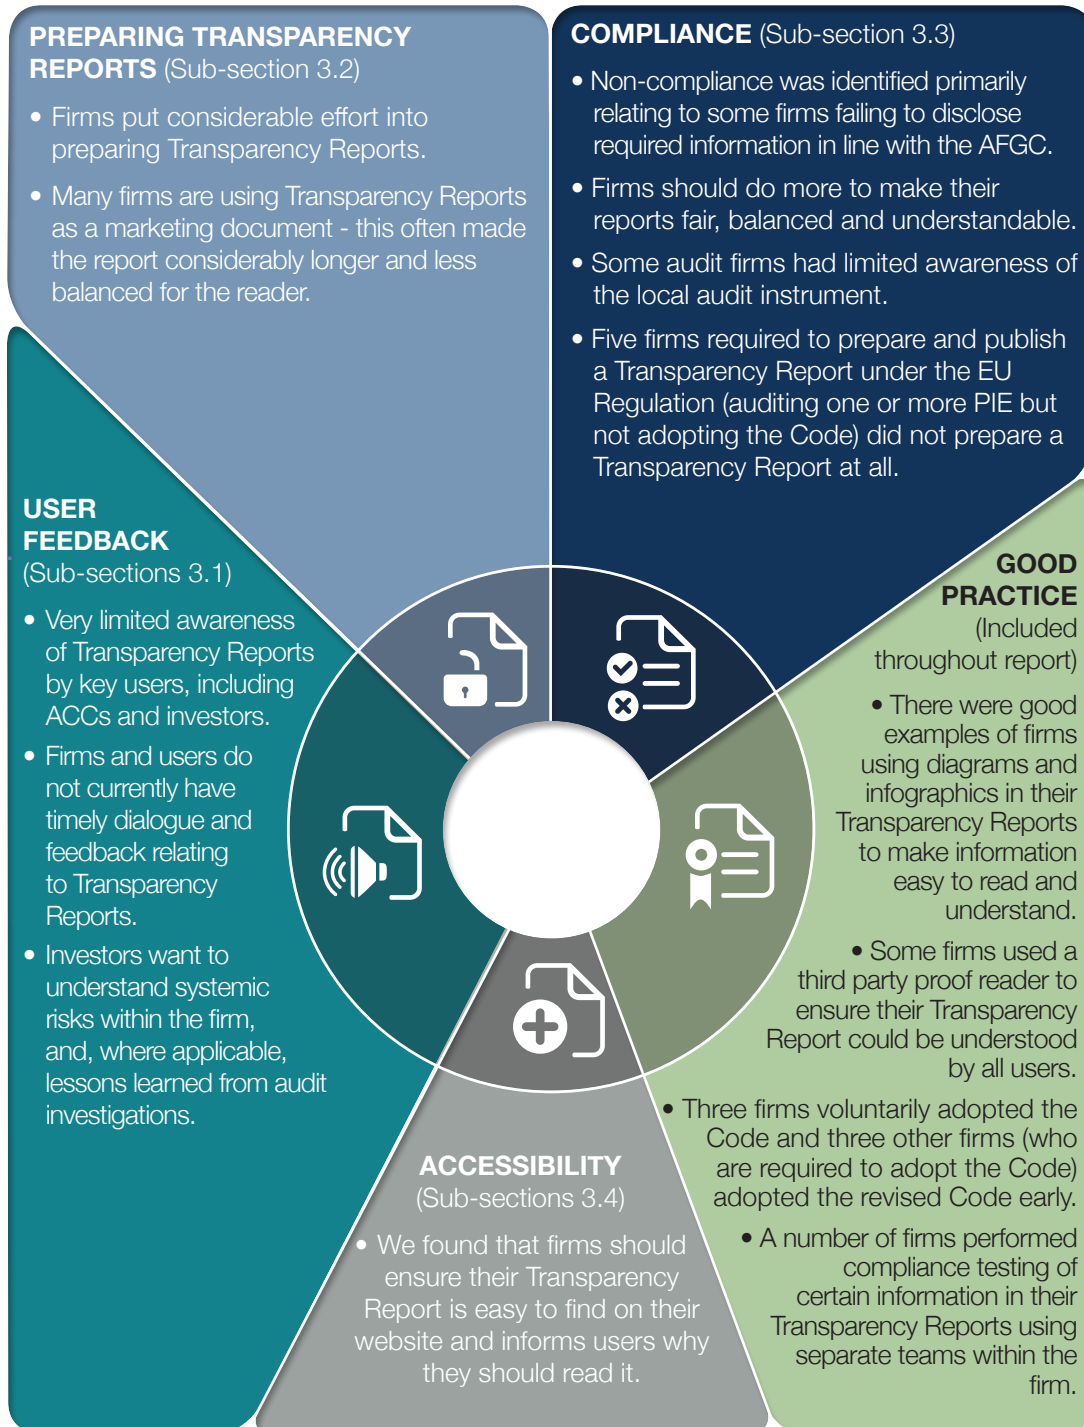 PREPARING TRANSPARENCY
REPORTS (Sub-section 3.2)
• Firms put considerable effort into
preparing Transparency Reports.
• Many firms are using Transparency Reports
as a marketing document - this often made
the report considerably longer and less
balanced for the reader.
COMPLIANCE (Sub-section 3.3)
• Non-compliance was identified primarily
relating to some firms failing to disclose
required information in line with the AFGC.
• Firms should do more to make their
reports fair, balanced and understandable.
• Some audit firms had limited awareness of
the local audit instrument.
• Five firms required to prepare and publish
a Transparency Report under the EU
Regulation (auditing one or more PIE but
not adopting the Code) did not prepare a
Transparency Report at all.
USER
FEEDBACK
(Sub-sections 3.1)
• Very limited awareness
of Transparency Reports
by key users, including
ACCs and investors.
• Firms and users do
not currently have
timely dialogue and
feedback relating
to Transparency
Reports.
• Investors want to
understand systemic
risks within the firm,
and, where applicable,
lessons learned from audit
investigations.
GOOD
PRACTICE
(Included
throughout report)
• There were good
examples of firms
using diagrams and
infographics in their
Transparency Reports
to make information
easy to read and
understand.
• Some firms used a
third party proof reader to
ensure their Transparency
Report could be understood
by all users.
• Three firms voluntarily adopted the
Code and three other firms (who
are required to adopt the Code)
adopted the revised Code early.
• A number of firms performed
compliance testing of
certain information in their
Transparency Reports using
separate teams within the
firm.
ACCESSIBILITY
(Sub-sections 3.4)
• We found that firms should
ensure their Transparency
Report is easy to find on their
website and informs users why
they should read it.